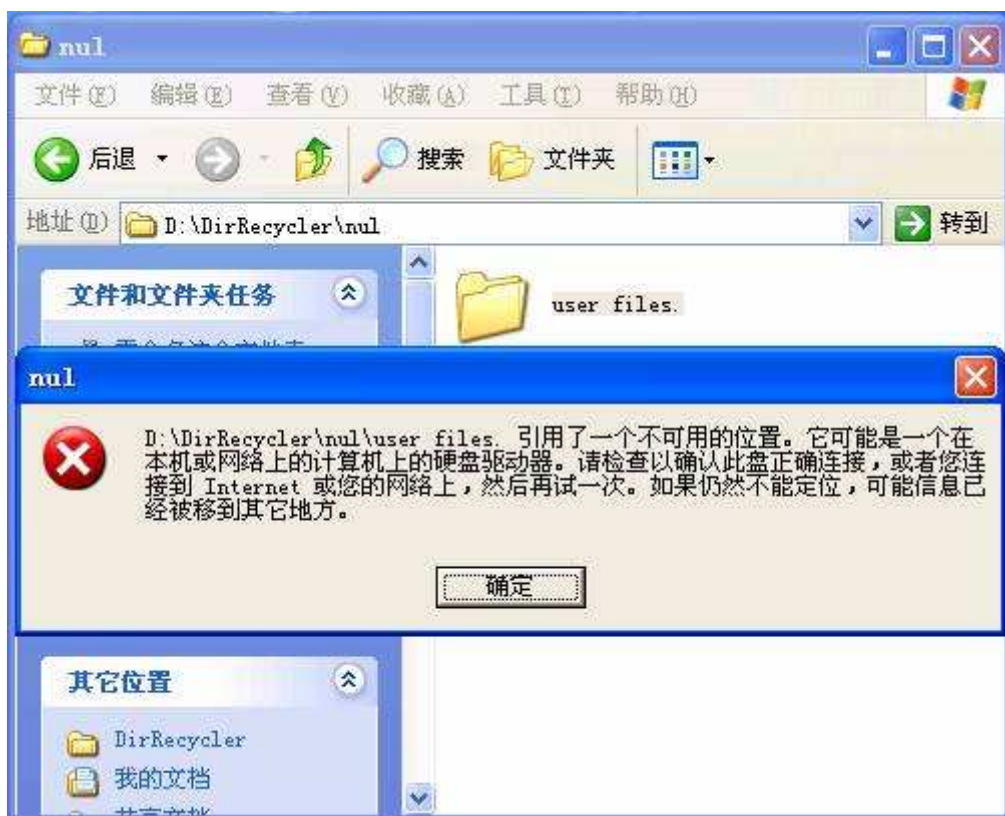 nul
文件(F) 编辑(E) 查看(V) 收藏(A) 工具(T) 帮助(H)
后退 搜索 文件夹
地址(D) D:\DirRecycler\nul 转到
文件和文件夹任务
user files.
nul
D:\DirRecycler\nul\user files. 引用了一个不可用的位置。它可能是一个在
本机或网络上的计算机上的硬盘驱动器。请检查以确认此盘正确连接，或者您连
接到 Internet 或您的网络上，然后再试一次。如果仍然不能定位，可能信息已
经被移到其它地方。
确定
其它位置
DirRecycler
我的文档